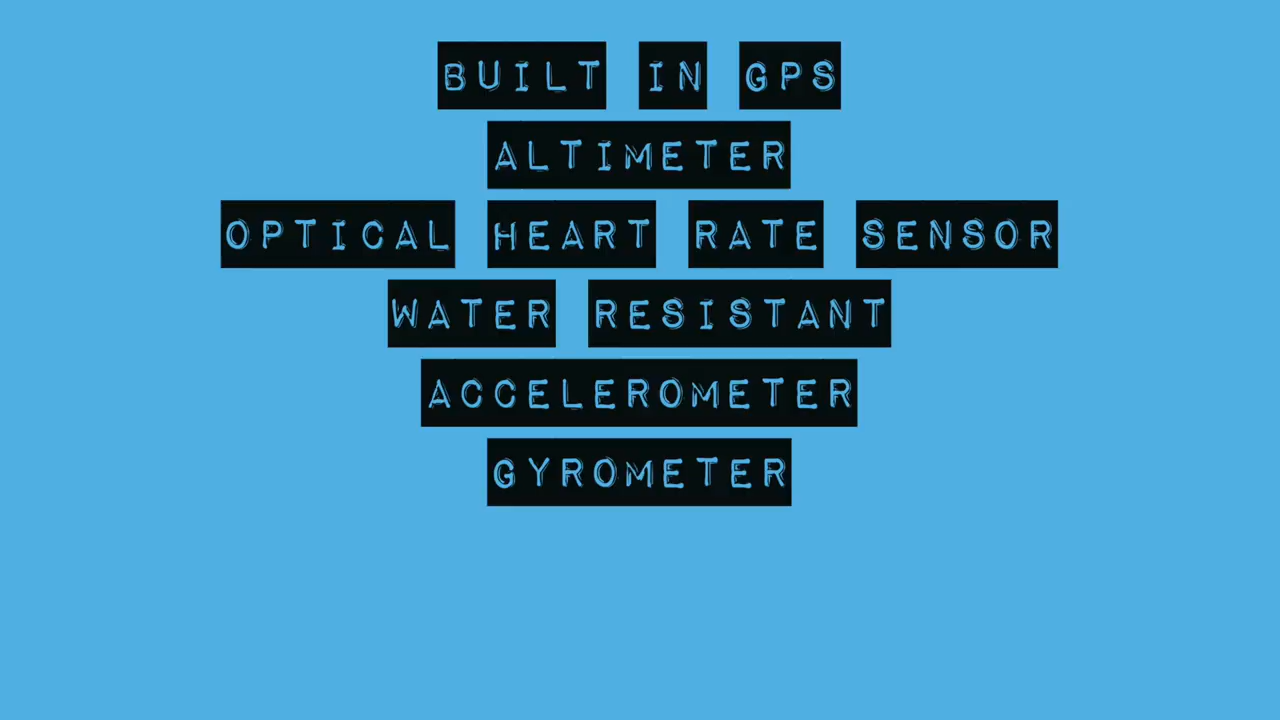 BUILT IN GPS
ALTIMETER
OPTICAL HEART RATE SENSOR
WATER RESISTANT
ACCELEROMETER
GYROMETER